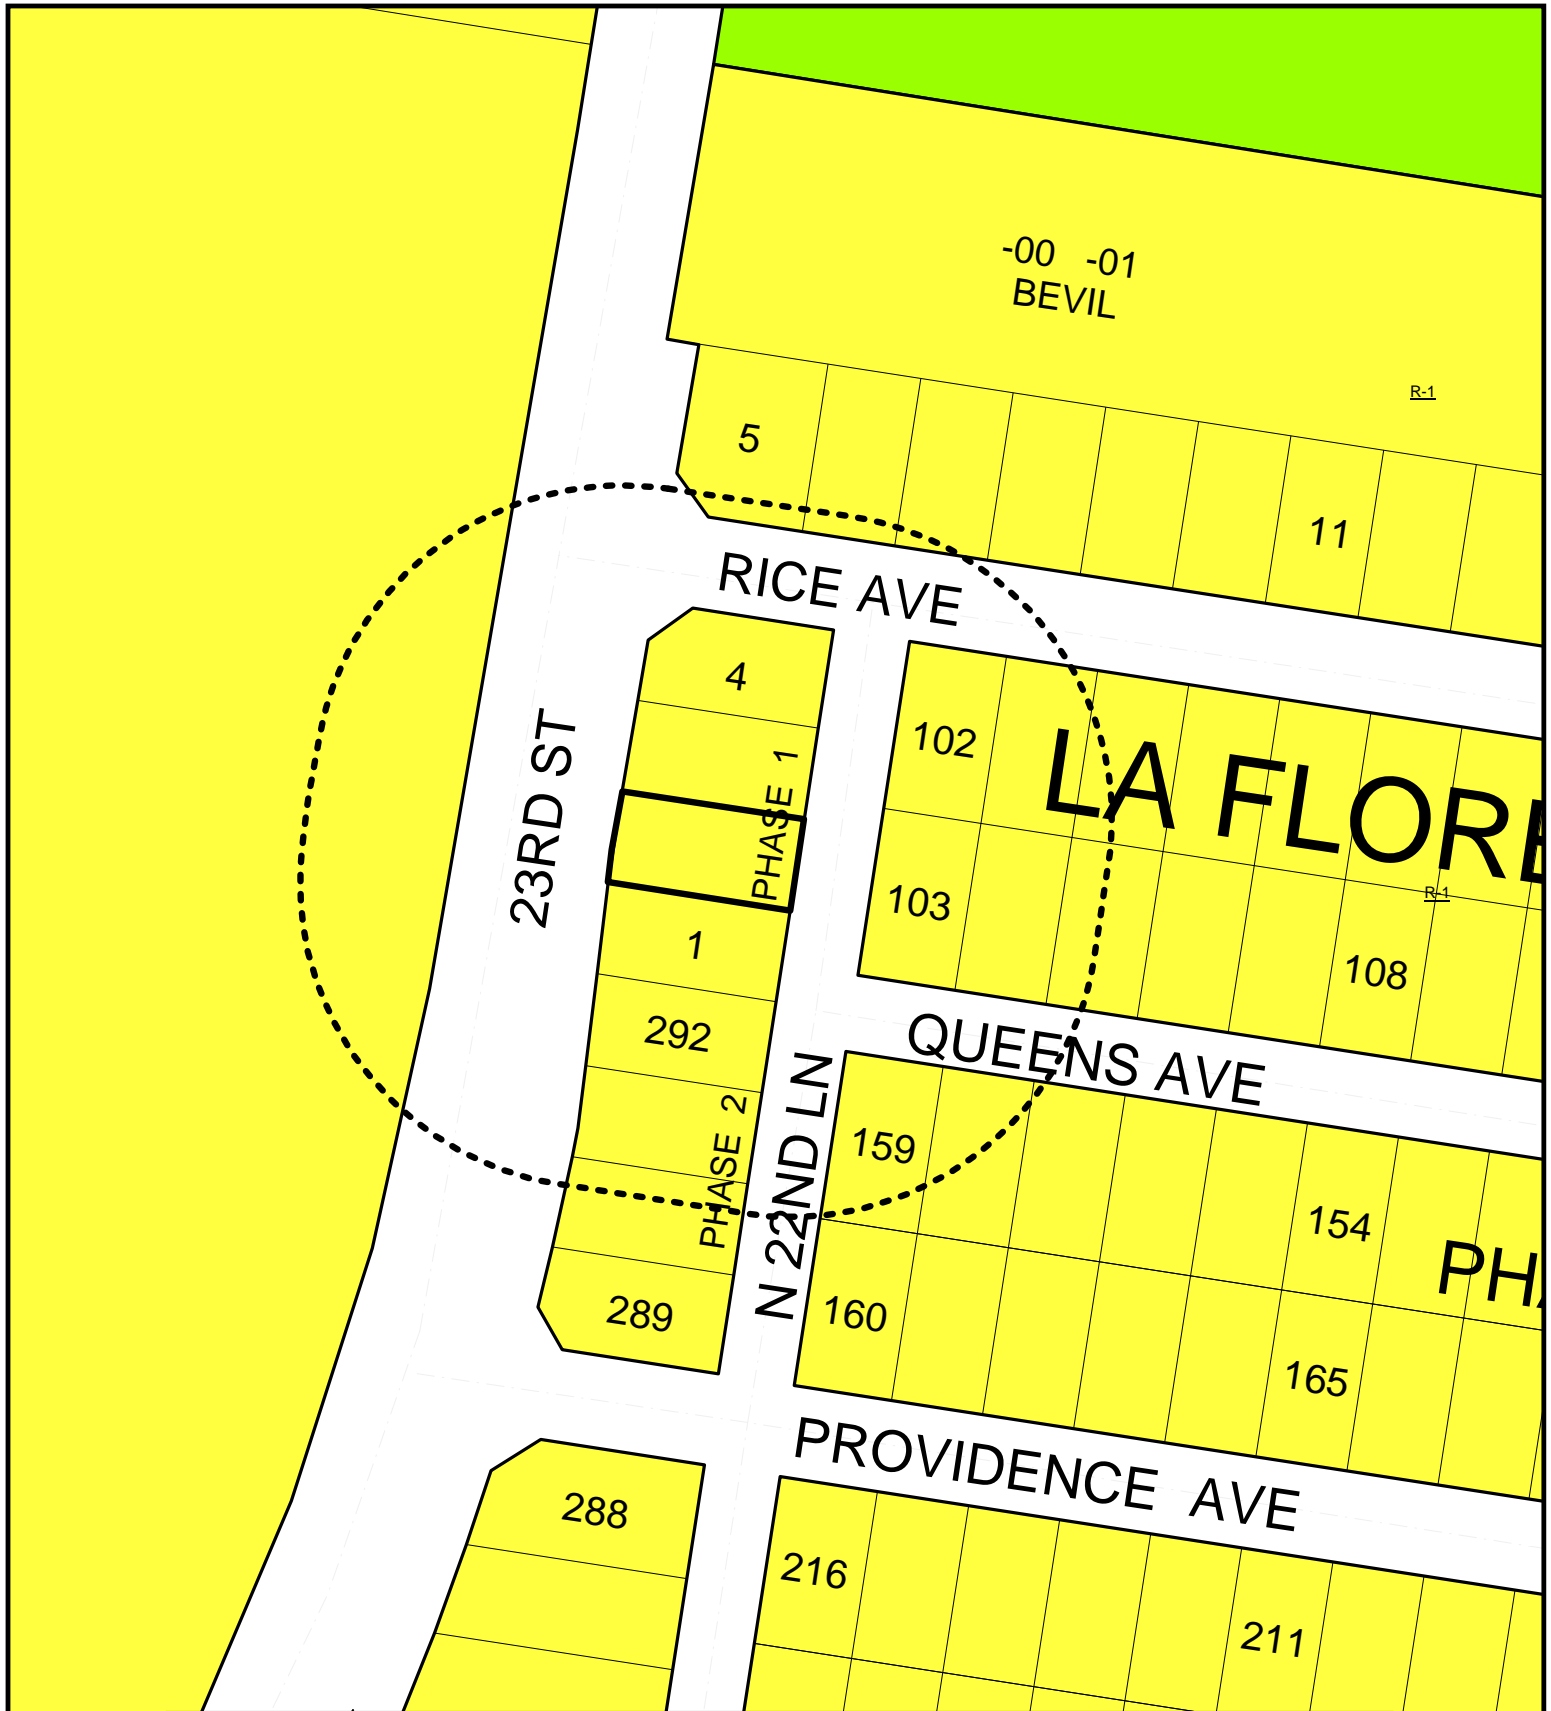 -00 -01
BEVIL
R-1
5
11
RICE AVE
4
102
LA FLORE
23RD ST
PHASE 1
103
R-1
1
108
292
QUEENS AVE
PHASE 2
N 22ND LN
159
154
PHA
289
160
165
PROVIDENCE AVE
288
216
211